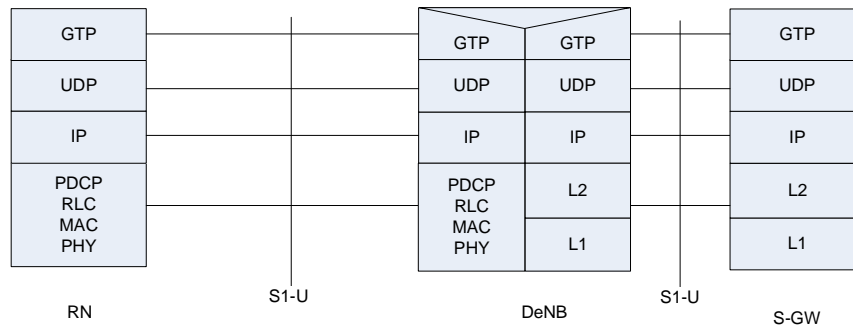 GTP
UDP
IP
PDCP
RLC
MAC
PHY
RN
S1-U
GTP GTP
UDP UDP
IP IP
PDCP
RLC
MAC
PHY
L2
L1
DeNB
S1-U
GTP
UDP
IP
L2
L1
S-GW